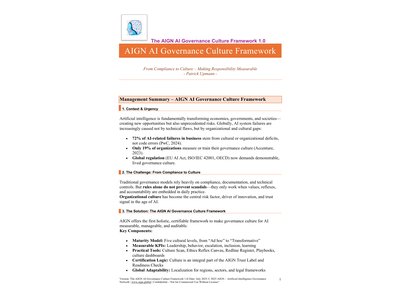 The AIGN AI Governance Culture Framework 1.0
AIGN AI Governance Culture Framework
From Compliance to Culture - Making Responsibility Measurable
- Patrick Upmann -
Management Summary – AIGN AI Governance Culture Framework
1. Context & Urgency
Artificial intelligence is fundamentally transforming economies, governments, and societies—
creating new opportunities but also unprecedented risks. Globally, AI system failures are
increasingly caused not by technical flaws, but by organizational and cultural gaps:
• 72% of AI-related failures in business stem from cultural or organizational deficits,
not code errors (PwC, 2024).
• Only 19% of organizations measure or train their governance culture (Accenture,
2023).
• Global regulation (EU AI Act, ISO/IEC 42001, OECD) now demands demonstrable,
lived governance culture.
2. The Challenge: From Compliance to Culture
Traditional governance models rely heavily on compliance, documentation, and technical
controls. But rules alone do not prevent scandals—they only work when values, reflexes,
and accountability are embedded in daily practice.
Organizational culture has become the central risk factor, driver of innovation, and trust
signal in the age of AI.
3. The Solution: The AIGN AI Governance Culture Framework
AIGN offers the first holistic, certifiable framework to make governance culture for AI
measurable, manageable, and auditable.
Key Components:
• Maturity Model: Five cultural levels, from "Ad hoc" to "Transformative"
• Measurable KPIs: Leadership, behavior, escalation, inclusion, learning
• Practical Tools: Culture Scan, Ethics Reflex Canvas, Redline Register, Playbooks,
culture dashboards
• Certification Logic: Culture is an integral part of the AIGN Trust Label and
Readiness Checks
• Global Adaptability: Localization for regions, sectors, and legal frameworks
1